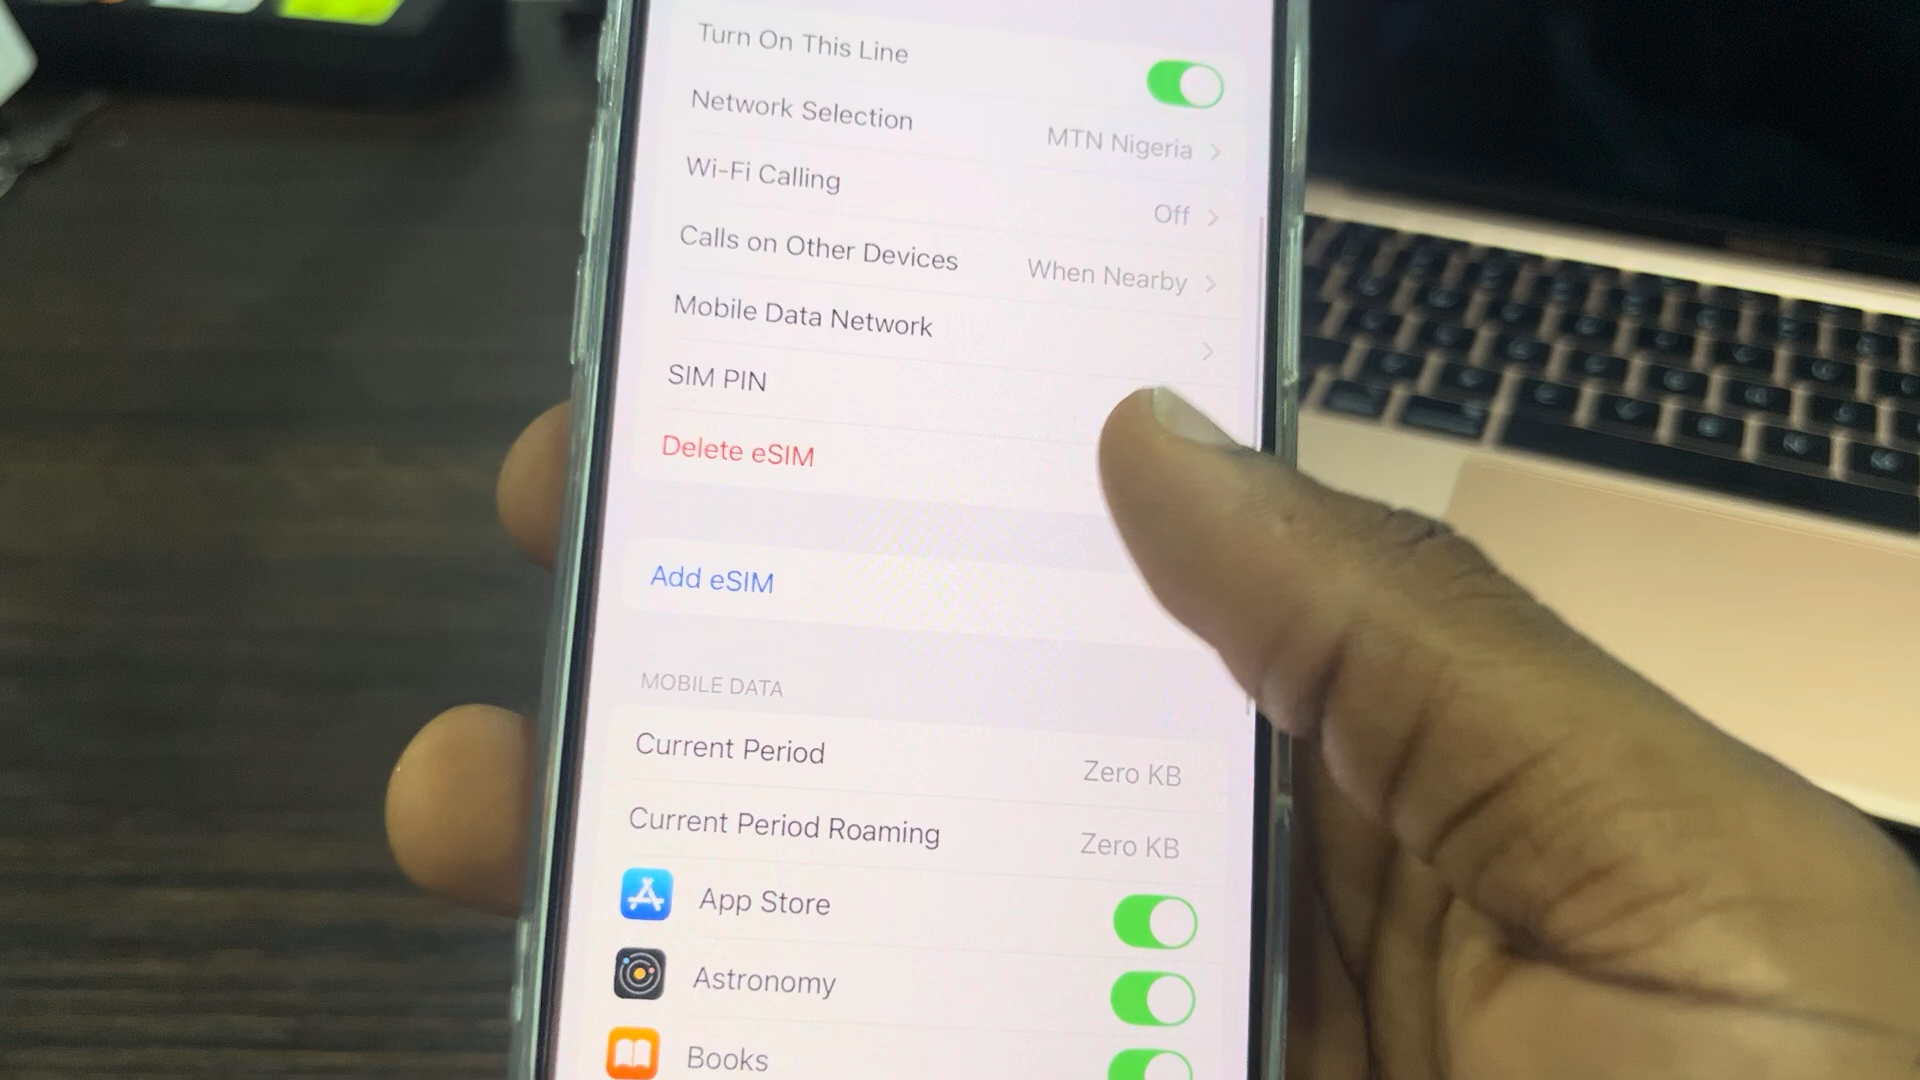 Turn On This Line
Network Selection MTN Nigeria
Wi-Fi Calling Off
Calls on Other Devices When Nearby
Mobile Data Network
SIM PIN
Delete eSIM
Add eSIM
MOBILE DATA
Current Period Zero KB
Current Period Roaming Zero KB
App Store
Astronomy
Books